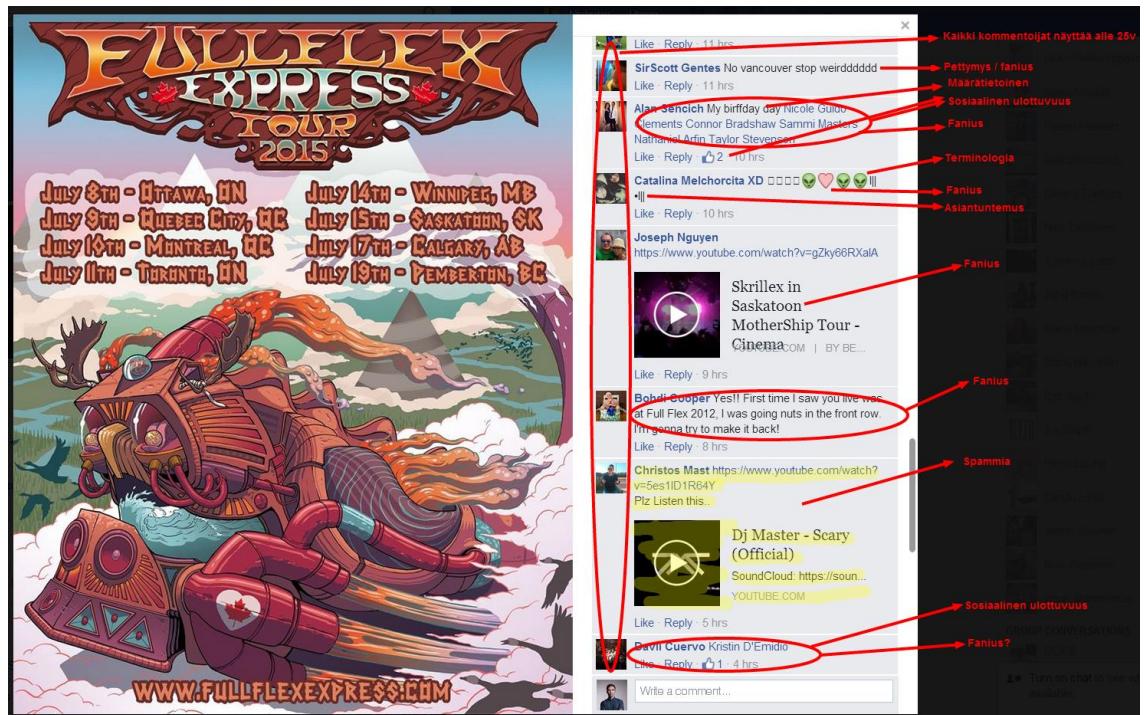 FULLFLEX
EXPRESS
TOUR
2015
July 8th - Ottawa, ON
July 9th - Quebec City, QC
July 10th - Montreal, QC
July 11th - Toronto, ON
July 14th - Winnipeg, MB
July 15th - Saskatoon, SK
July 17th - Calgary, AB
July 19th - Pemberton, BC
WWW.FULLFLEXEXPRESS.COM
Like · Reply · 11 hrs
SirScott Gentes No vancouver stop weirdddddd
Like · Reply · 11 hrs
Alan Sencich My birffday day Nicole Guido
Clements Connor Bradshaw Sammi Masters
Nathaniel Arfin Taylor Stevenson
Like · Reply · 2 · 10 hrs
Catalina Melchorcita XD 👽❤👽👽|||
•||
Like · Reply · 10 hrs
Joseph Nguyen
https://www.youtube.com/watch?v=gZky66RXalA
Skrillex in
Saskatoon
MotherShip Tour -
Cinema
YOUTUBE.COM | BY BE...
Like · Reply · 9 hrs
Bohdi Cooper Yes!! First time I saw you live was
at Full Flex 2012, I was going nuts in the front row.
I'm gonna try to make it back!
Like · Reply · 8 hrs
Christos Mast https://www.youtube.com/watch?
v=5es1ID1R64Y
Plz Listen this..
Dj Master - Scary
(Official)
SoundCloud: https://soun...
YOUTUBE.COM
Like · Reply · 5 hrs
Davil Cuervo Kristin D'Emidio
Like · Reply · 1 · 4 hrs
Write a comment...
Kaikki kommentoijat näyttää alle 25v
Pettymys / fanius
Määrätietoinen
Sosiaalinen ulottuvuus
Fanius
Terminologia
Fanius
Asiantuntemus
Fanius
Fanius
Spammia
Sosiaalinen ulottuvuus
Fanius?
GROUP CONVERSATIONS